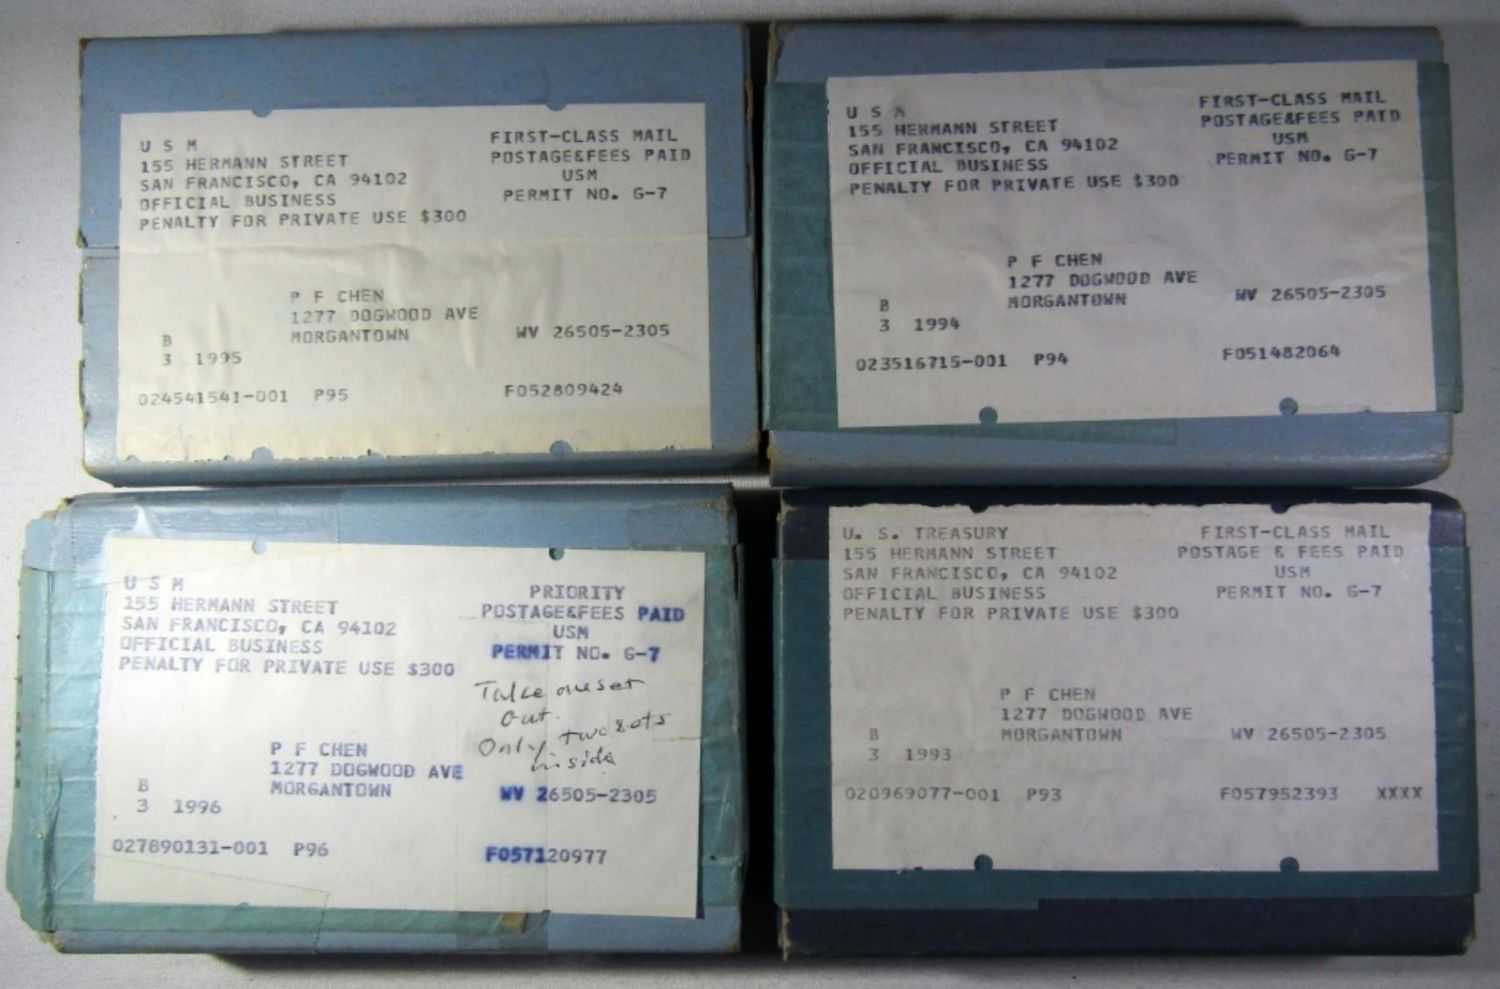 U S M
155 HERMANN STREET
SAN FRANCISCO, CA 94102
OFFICIAL BUSINESS
PENALTY FOR PRIVATE USE $300
FIRST-CLASS MAIL
POSTAGE&FEES PAID
USM
PERMIT NO. G-7
P F CHEN
1277 DOGWOOD AVE
MORGANTOWN WV 26505-2305
B
3 1995
024541541-001 P95 F052809424
U S M
155 HERMANN STREET
SAN FRANCISCO, CA 94102
OFFICIAL BUSINESS
PENALTY FOR PRIVATE USE $300
FIRST-CLASS MAIL
POSTAGE&FEES PAID
USM
PERMIT NO. G-7
P F CHEN
1277 DOGWOOD AVE
MORGANTOWN WV 26505-2305
B
3 1994
023516715-001 P94 F051482064
U S M
155 HERMANN STREET
SAN FRANCISCO, CA 94102
OFFICIAL BUSINESS
PENALTY FOR PRIVATE USE $300
PRIORITY
POSTAGE&FEES PAID
USM
PERMIT NO. G-7
Take one set
out.
Only two sets
inside
P F CHEN
1277 DOGWOOD AVE
MORGANTOWN WV 26505-2305
B
3 1996
027890131-001 P96 F057120977
U. S. TREASURY
155 HERMANN STREET
SAN FRANCISCO, CA 94102
OFFICIAL BUSINESS
PENALTY FOR PRIVATE USE $300
FIRST-CLASS MAIL
POSTAGE & FEES PAID
USM
PERMIT NO. G-7
P F CHEN
1277 DOGWOOD AVE
MORGANTOWN WV 26505-2305
B
3 1993
020969077-001 P93 F057952393 XXXX